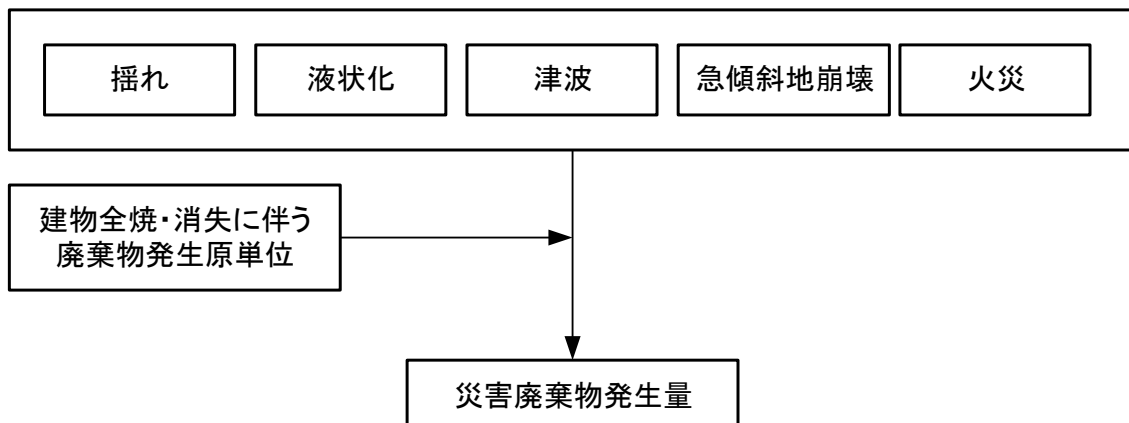 揺れ
液状化
津波
急傾斜地崩壊
火災
建物全焼・消失に伴う
廃棄物発生原単位
災害廃棄物発生量